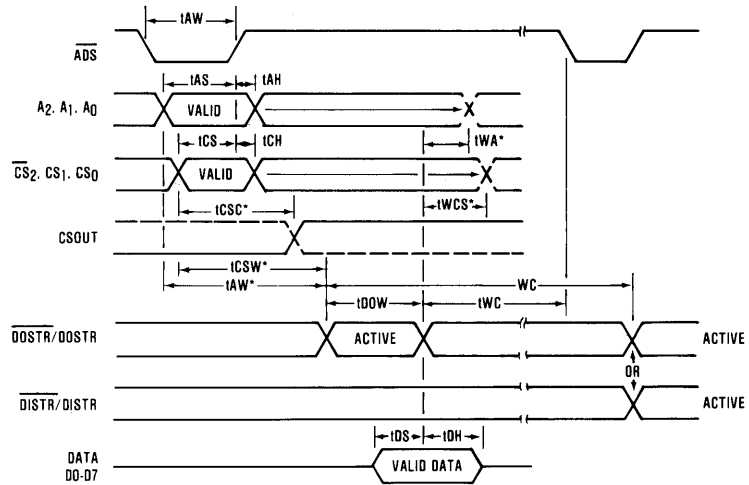 tAW
ADS
tAS tAH
A2, A1, A0 VALID
tCS tCH tWA*
CS2, CS1, CS0 VALID
tCSC* tWCS*
CSOUT
tCSW*
tAW* WC
tDOW tWC
DOSTR/DOSTR ACTIVE ACTIVE
OR
DISTR/DISTR ACTIVE
tDS tDH
DATA
D0-D7 VALID DATA